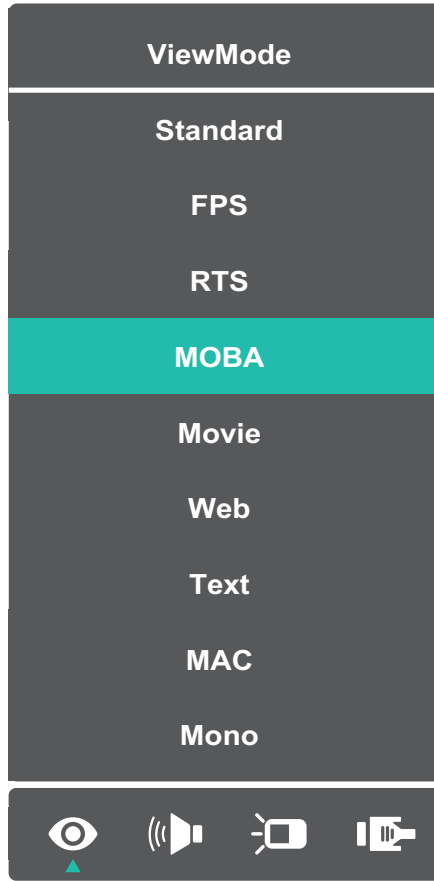 ViewMode
Standard
FPS
RTS
MOBA
Movie
Web
Text
MAC
Mono